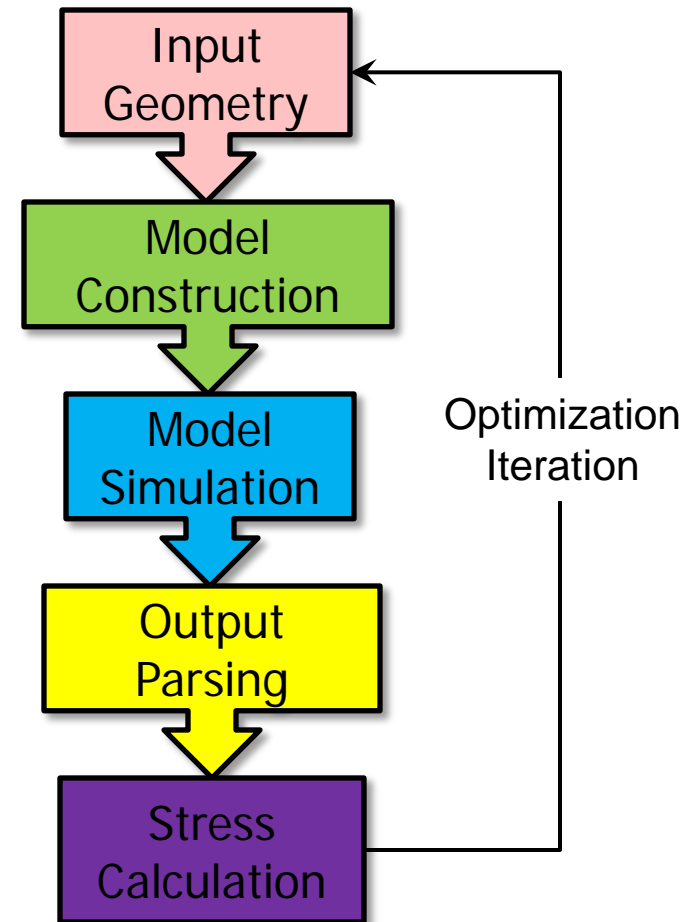 Input
Geometry
Model
Construction
Model
Simulation
Optimization
Iteration
Output
Parsing
Stress
Calculation